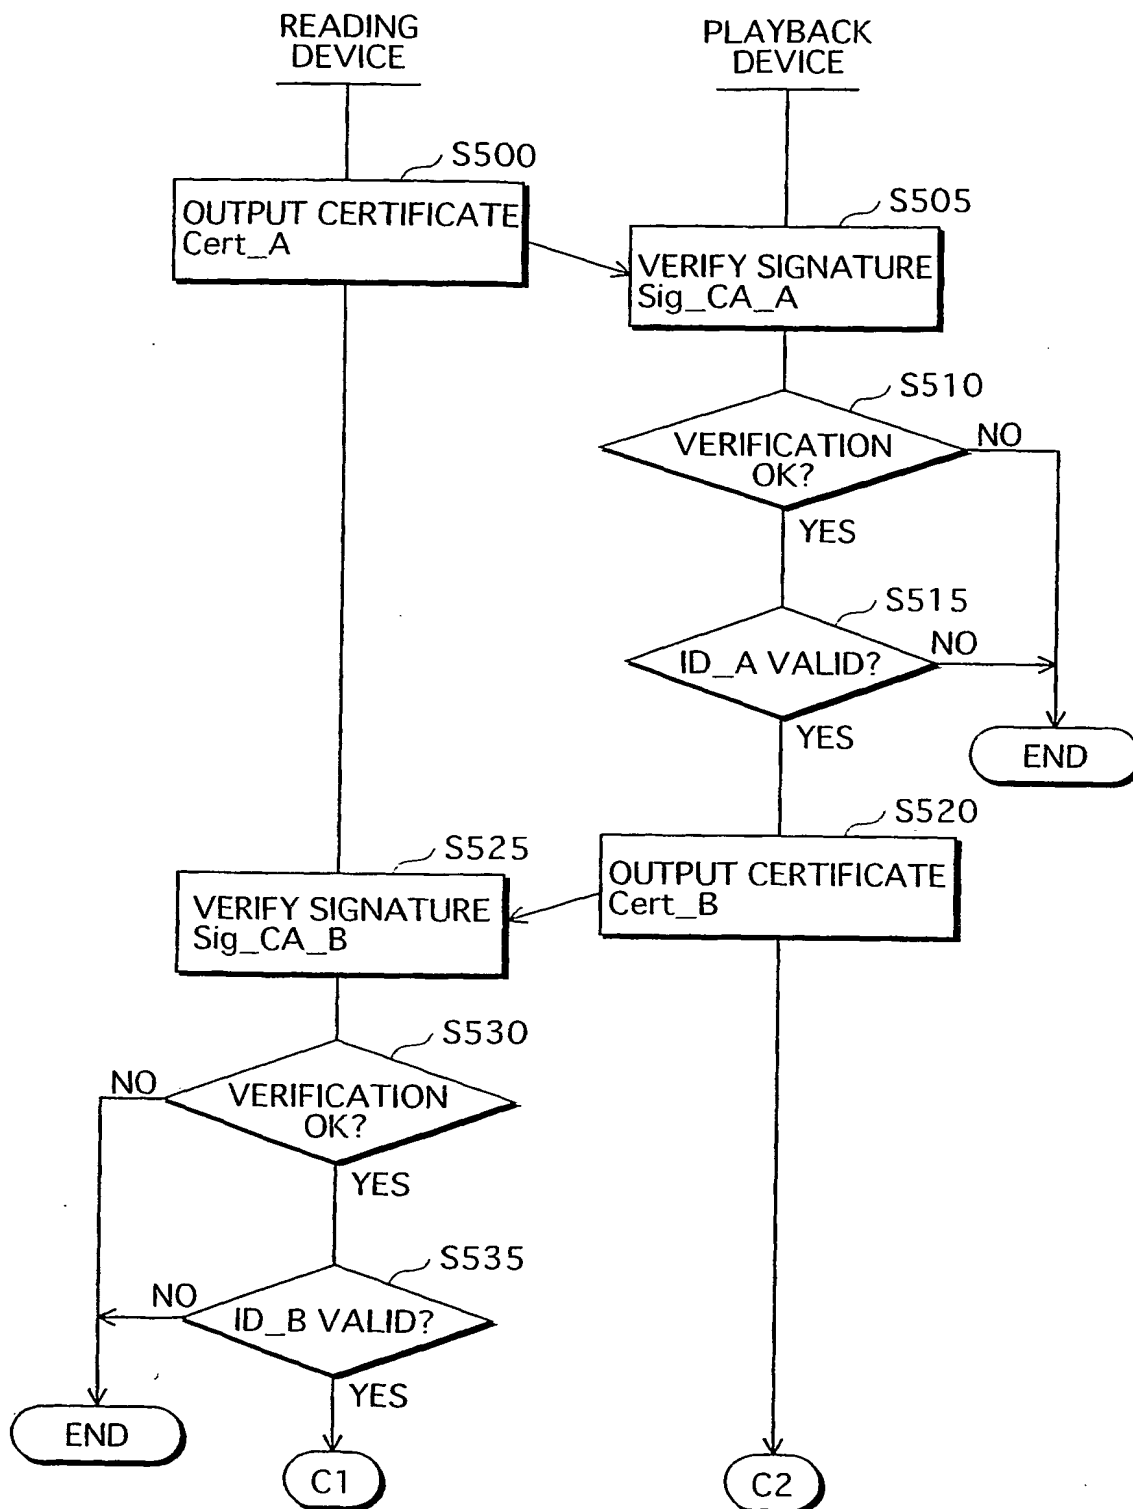 READING
DEVICE
PLAYBACK
DEVICE
S500
OUTPUT CERTIFICATE
Cert_A
S505
VERIFY SIGNATURE
Sig_CA_A
S510
VERIFICATION
OK?
NO
YES
S515
ID_A VALID?
NO
YES
END
S520
OUTPUT CERTIFICATE
Cert_B
S525
VERIFY SIGNATURE
Sig_CA_B
S530
VERIFICATION
OK?
NO
YES
S535
ID_B VALID?
NO
YES
END
C1
C2